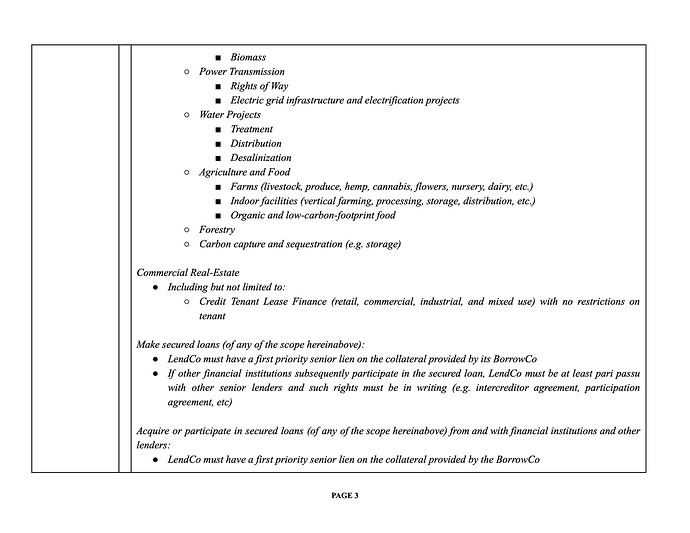 ■ Biomass
○ Power Transmission
■ Rights of Way
■ Electric grid infrastructure and electrification projects
○ Water Projects
■ Treatment
■ Distribution
■ Desalinization
○ Agriculture and Food
■ Farms (livestock, produce, hemp, cannabis, flowers, nursery, dairy, etc.)
■ Indoor facilities (vertical farming, processing, storage, distribution, etc.)
■ Organic and low-carbon-footprint food
○ Forestry
○ Carbon capture and sequestration (e.g. storage)
Commercial Real-Estate
● Including but not limited to:
○ Credit Tenant Lease Finance (retail, commercial, industrial, and mixed use) with no restrictions on
tenant
Make secured loans (of any of the scope hereinabove):
● LendCo must have a first priority senior lien on the collateral provided by its BorrowCo
● If other financial institutions subsequently participate in the secured loan, LendCo must be at least pari passu
with other senior lenders and such rights must be in writing (e.g. intercreditor agreement, participation
agreement, etc)
Acquire or participate in secured loans (of any of the scope hereinabove) from and with financial institutions and other
lenders:
● LendCo must have a first priority senior lien on the collateral provided by the BorrowCo
PAGE 3